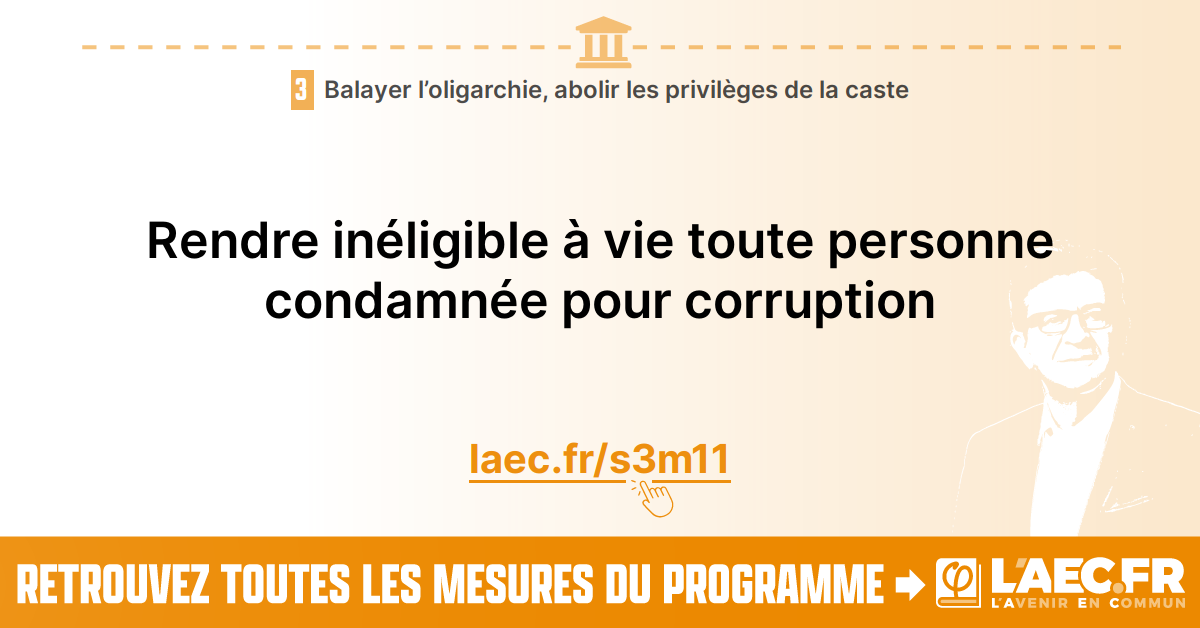 3 Balayer l’oligarchie, abolir les privilèges de la caste
Rendre inéligible à vie toute personne
condamnée pour corruption
laec.fr/s3m11
RETROUVEZ TOUTES LES MESURES DU PROGRAMME
φ L'AEC.FR
L'AVENIR EN COMMUN